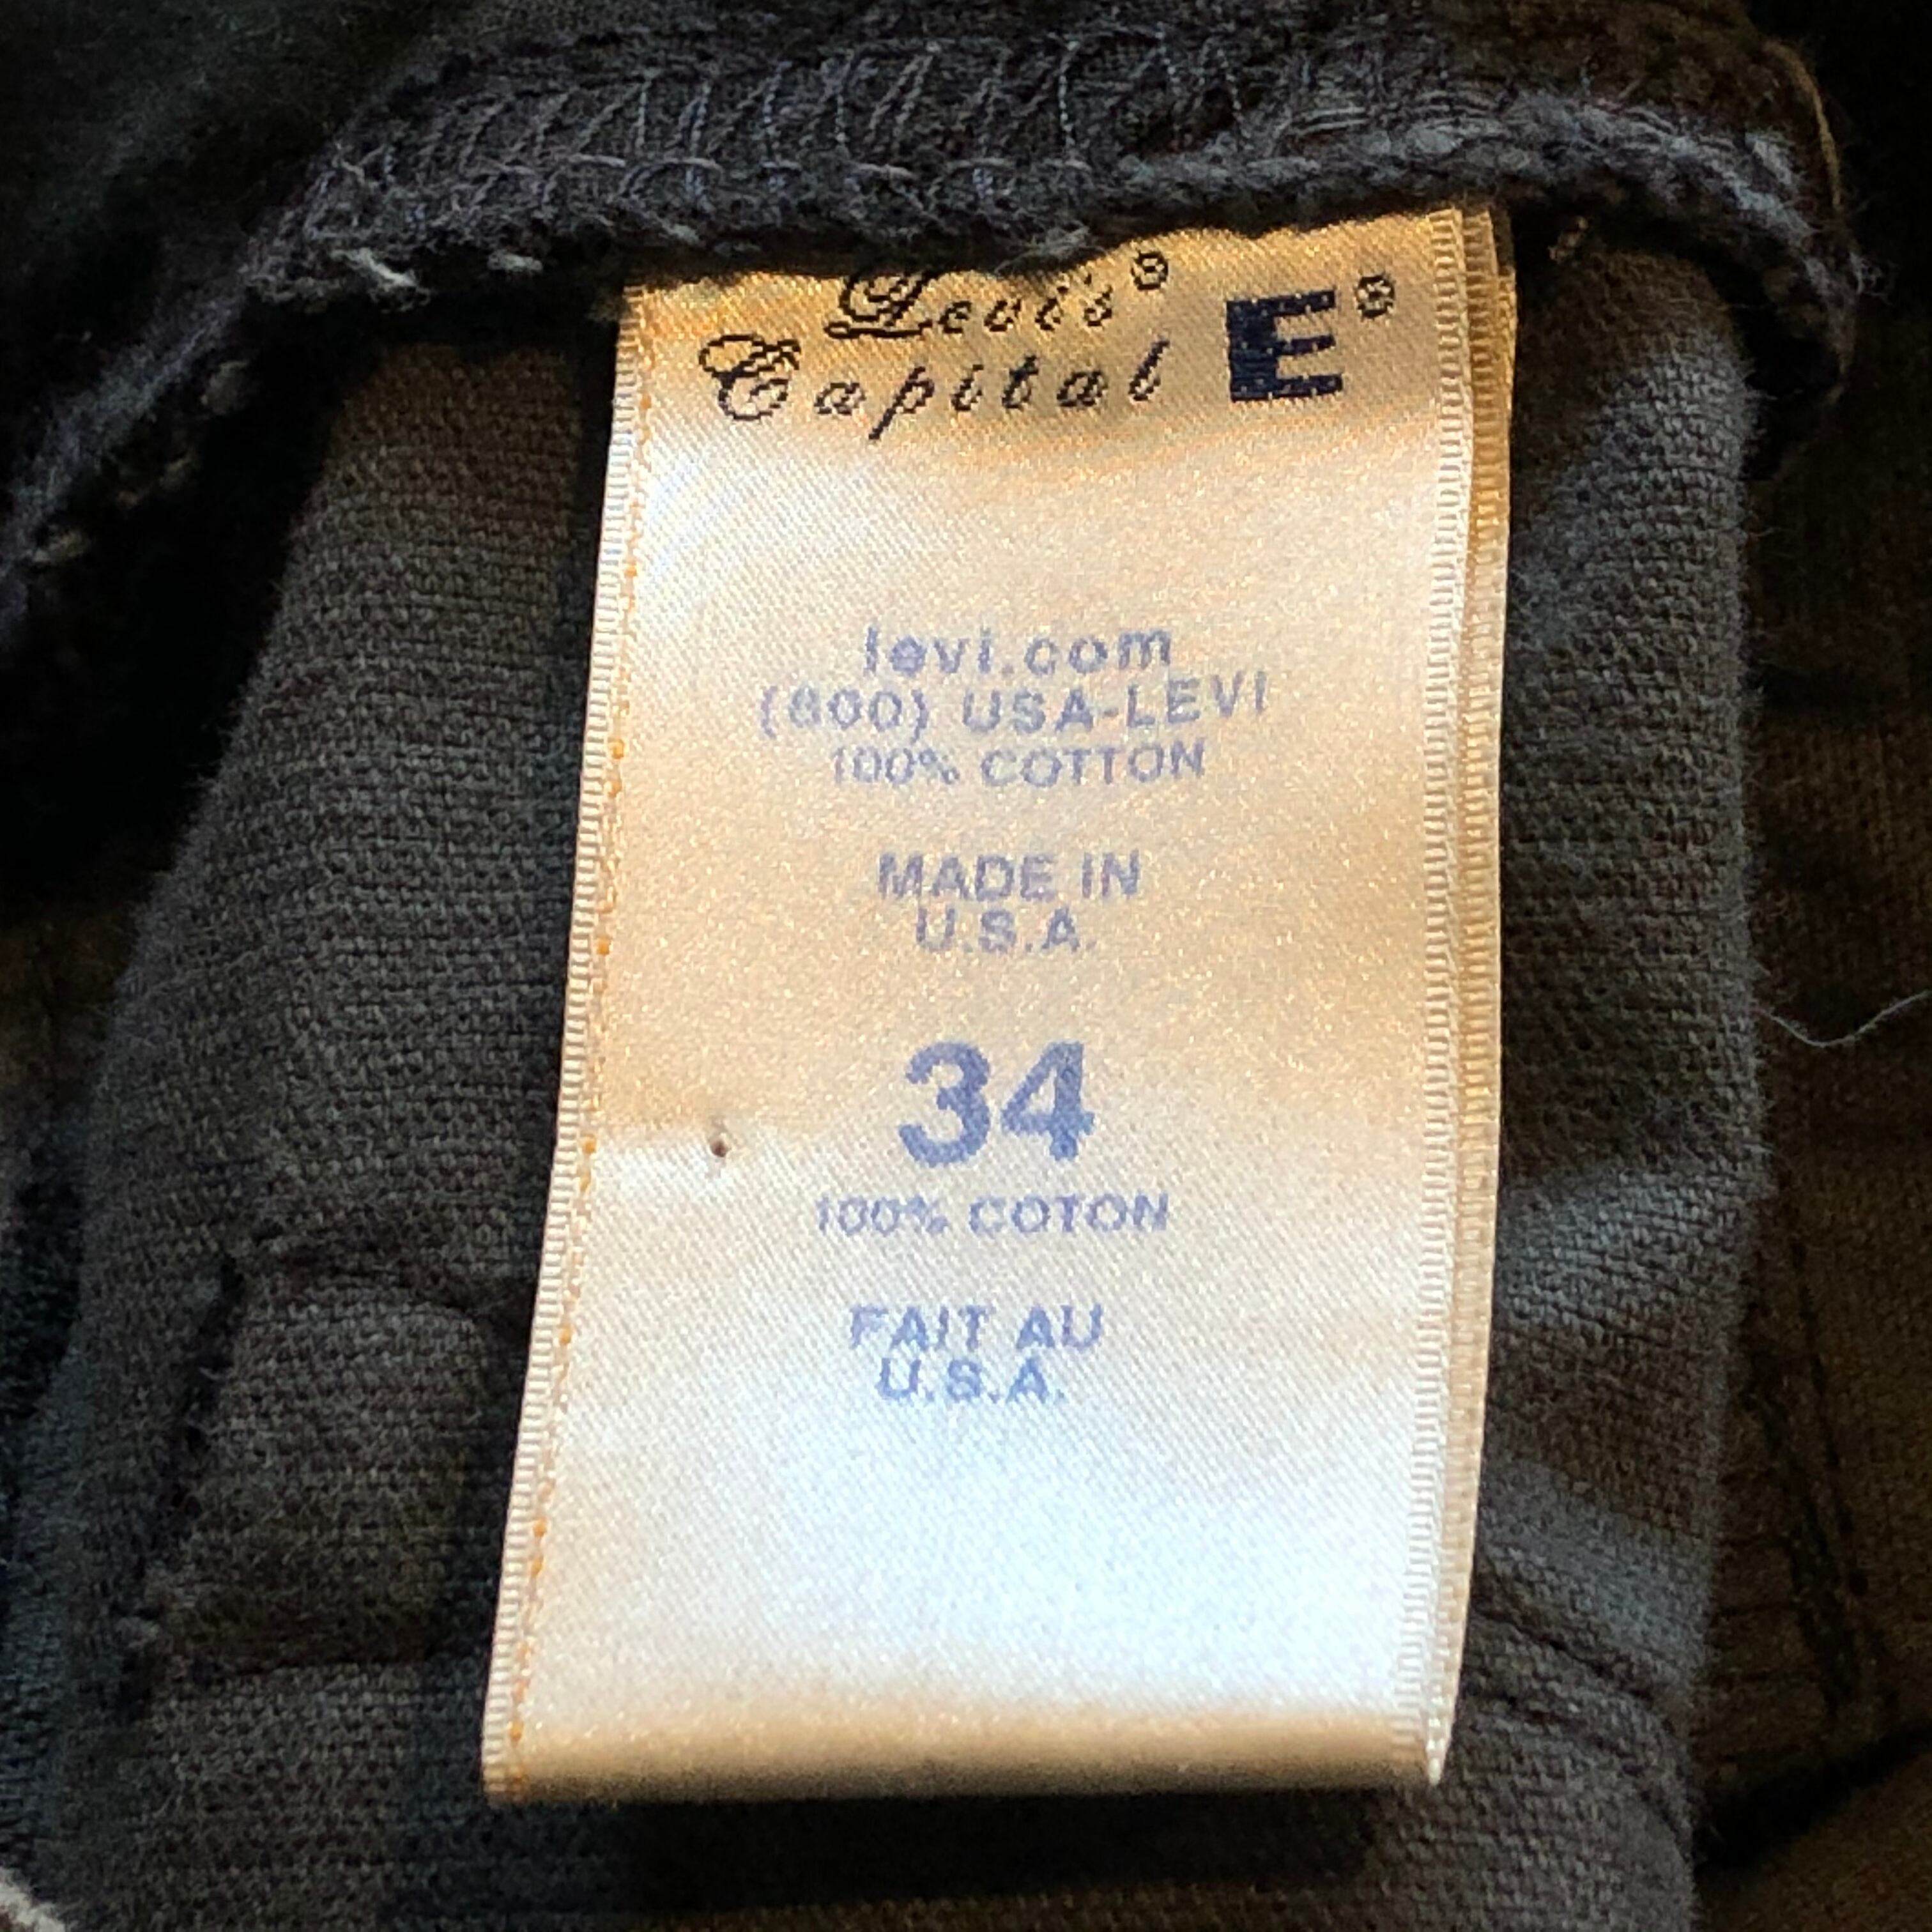 Levi's®
Capital E®
levi.com
(800) USA-LEVI
100% COTTON
MADE IN
U.S.A.
34
100% COTON
FAIT AU
U.S.A.